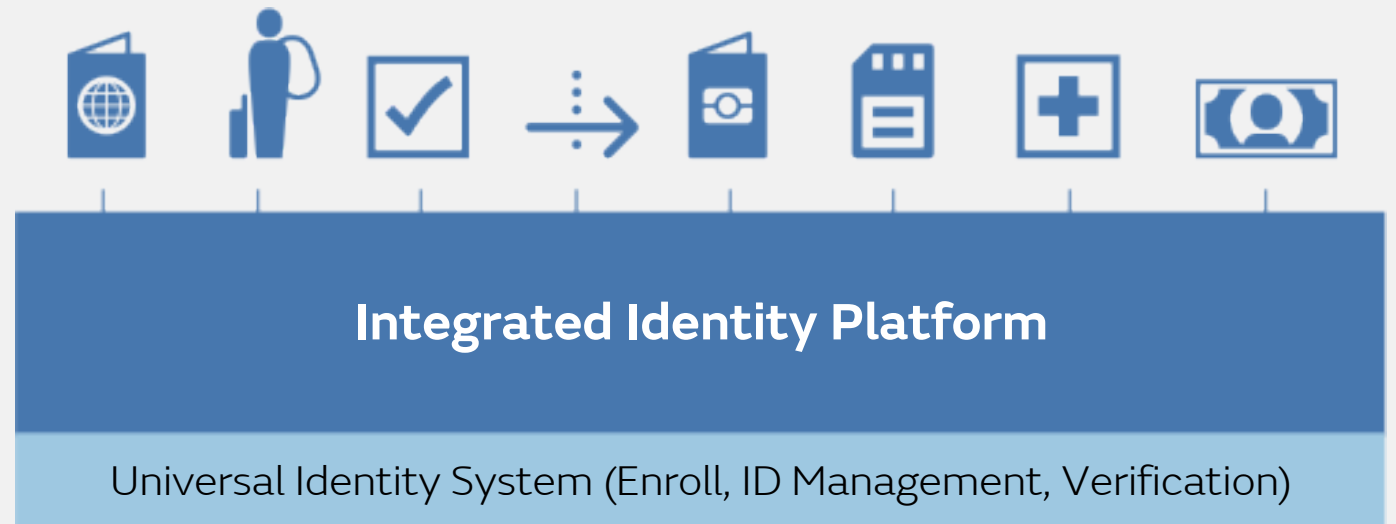 Integrated Identity Platform
Universal Identity System (Enroll, ID Management, Verification)